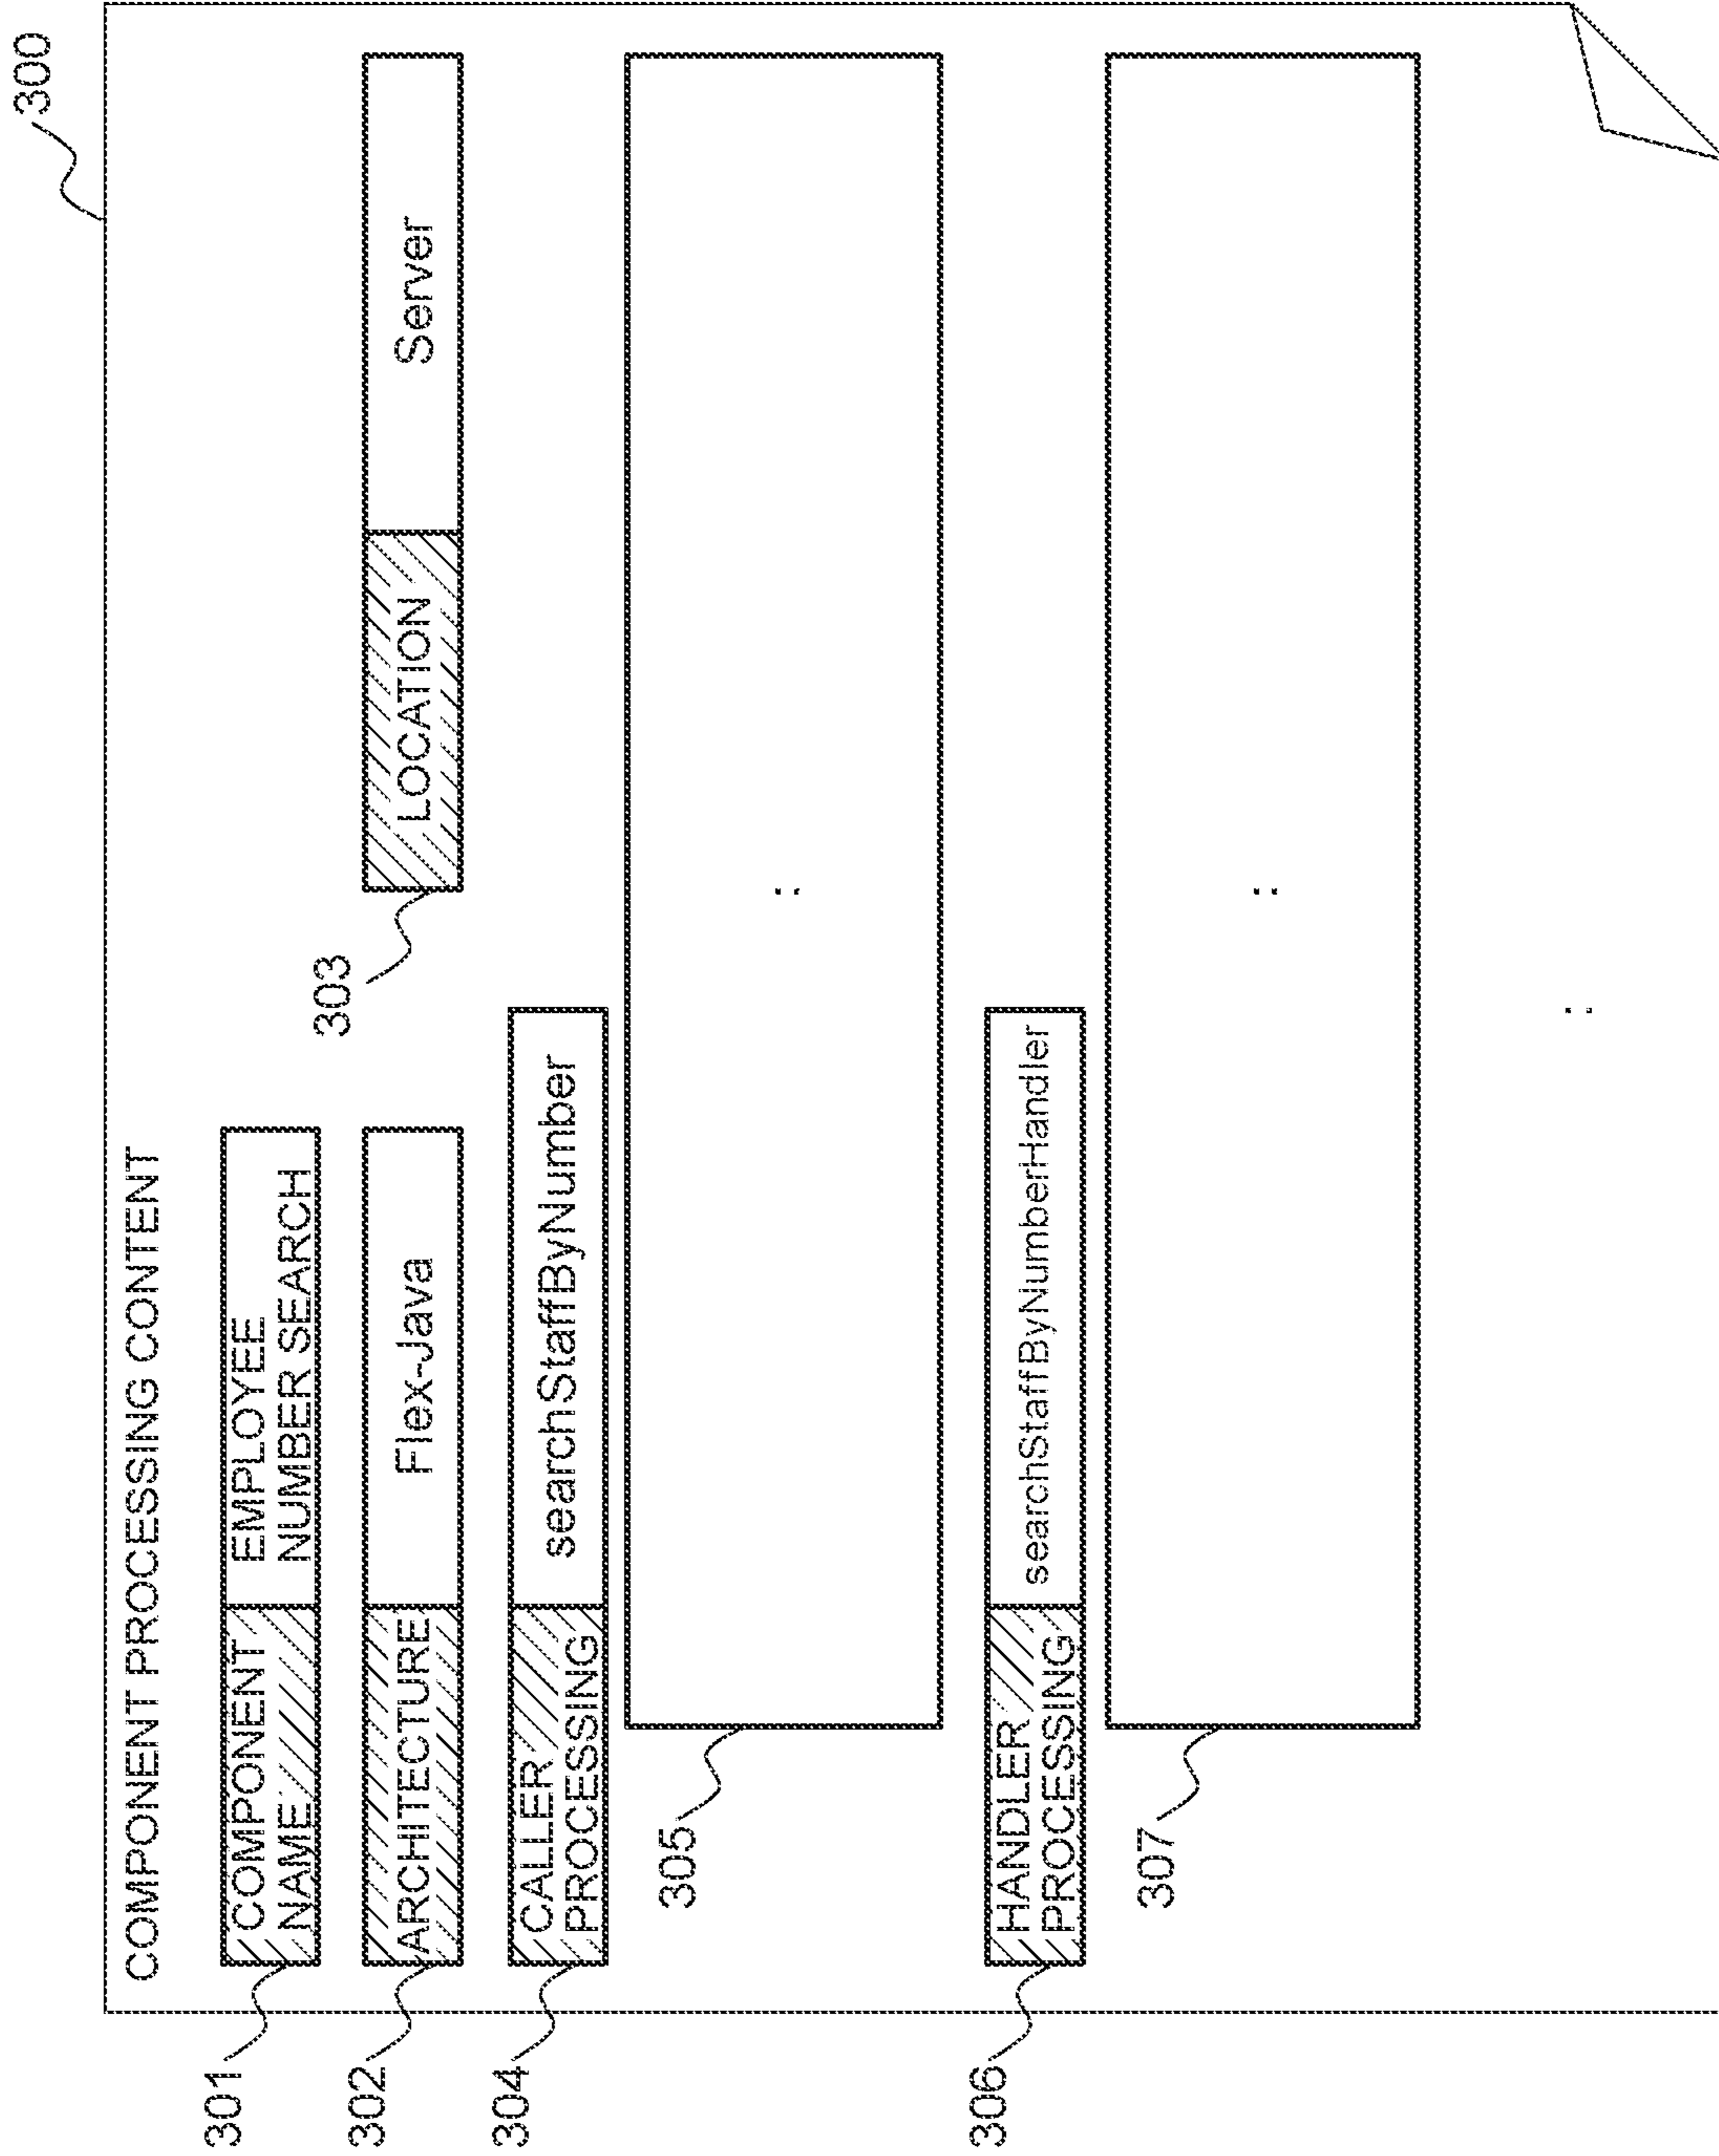 300
COMPONENT PROCESSING CONTENT
301
COMPONENT
NAME
EMPLOYEE
NUMBER SEARCH
302
ARCHITECTURE
Flex-Java
303
LOCATION
Server
304
CALLER
PROCESSING
searchStaffByNumber
305
:
306
HANDLER
PROCESSING
searchStaffByNumberHandler
307
:
: